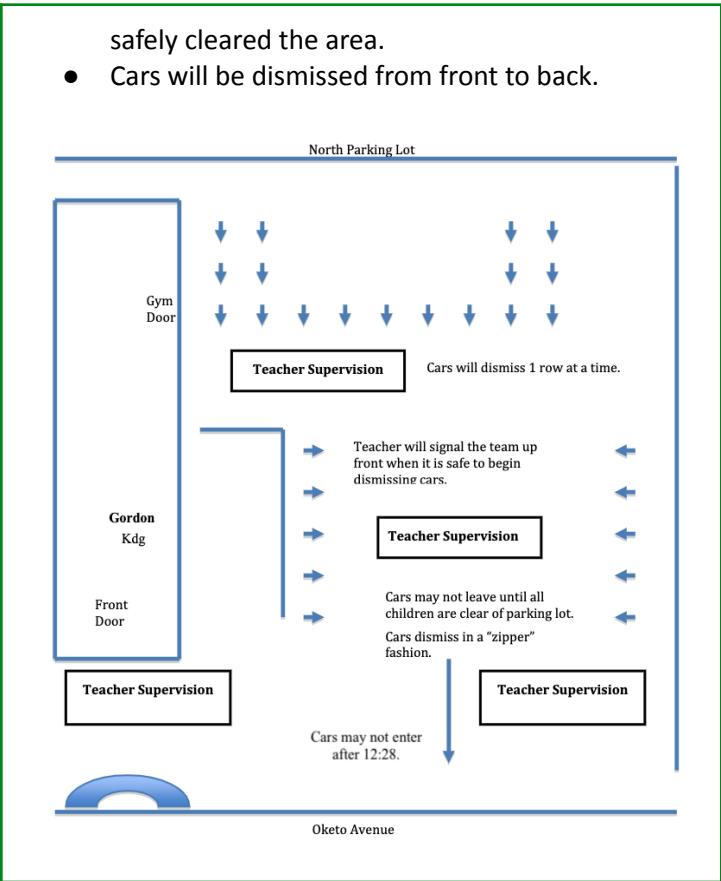 safely cleared the area.
● Cars will be dismissed from front to back.
North Parking Lot
Gym
Door
Teacher Supervision
Cars will dismiss 1 row at a time.
Teacher will signal the team up
front when it is safe to begin
dismissing cars.
Gordon
Kdg
Teacher Supervision
Front
Door
Cars may not leave until all
children are clear of parking lot.
Cars dismiss in a “zipper”
fashion.
Teacher Supervision
Teacher Supervision
Cars may not enter
after 12:28.
Oketo Avenue